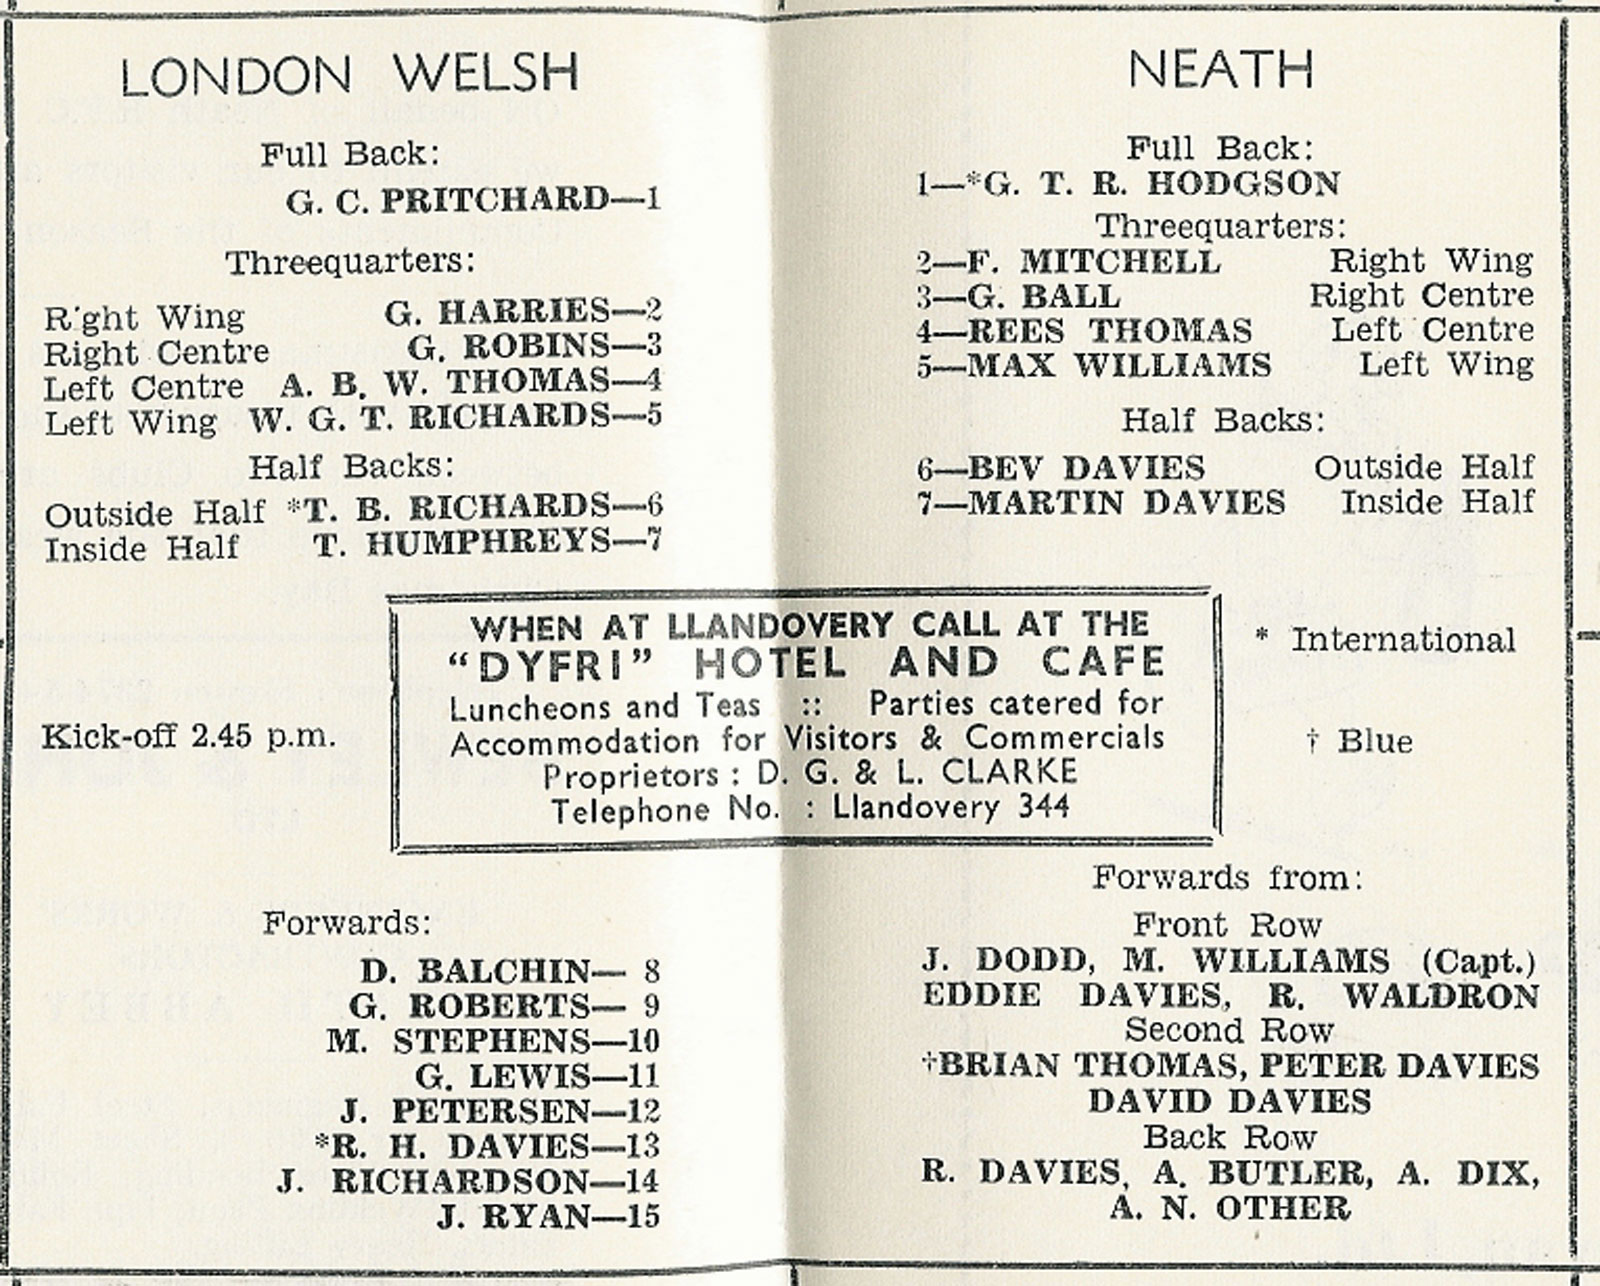 LONDON WELSH
Full Back:
G. C. PRITCHARD—1
Threequarters:
Right Wing G. HARRIES—2
Right Centre G. ROBINS—3
Left Centre A. B. W. THOMAS—4
Left Wing W. G. T. RICHARDS—5
Half Backs:
Outside Half *T. B. RICHARDS—6
Inside Half T. HUMPHREYS—7
NEATH
Full Back:
1—*G. T. R. HODGSON
Threequarters:
2—F. MITCHELL Right Wing
3—G. BALL Right Centre
4—REES THOMAS Left Centre
5—MAX WILLIAMS Left Wing
Half Backs:
6—BEV DAVIES Outside Half
7—MARTIN DAVIES Inside Half
Kick-off 2.45 p.m.
WHEN AT LLANDOVERY CALL AT THE
"DYFRI" HOTEL AND CAFE
Luncheons and Teas :: Parties catered for
Accommodation for Visitors & Commercials
Proprietors : D. G. & L. CLARKE
Telephone No. : Llandovery 344
* International
† Blue
Forwards:
D. BALCHIN— 8
G. ROBERTS— 9
M. STEPHENS—10
G. LEWIS—11
J. PETERSEN—12
*R. H. DAVIES—13
J. RICHARDSON—14
J. RYAN—15
Forwards from:
Front Row
J. DODD, M. WILLIAMS (Capt.)
EDDIE DAVIES, R. WALDRON
Second Row
†BRIAN THOMAS, PETER DAVIES
DAVID DAVIES
Back Row
R. DAVIES, A. BUTLER, A. DIX,
A. N. OTHER